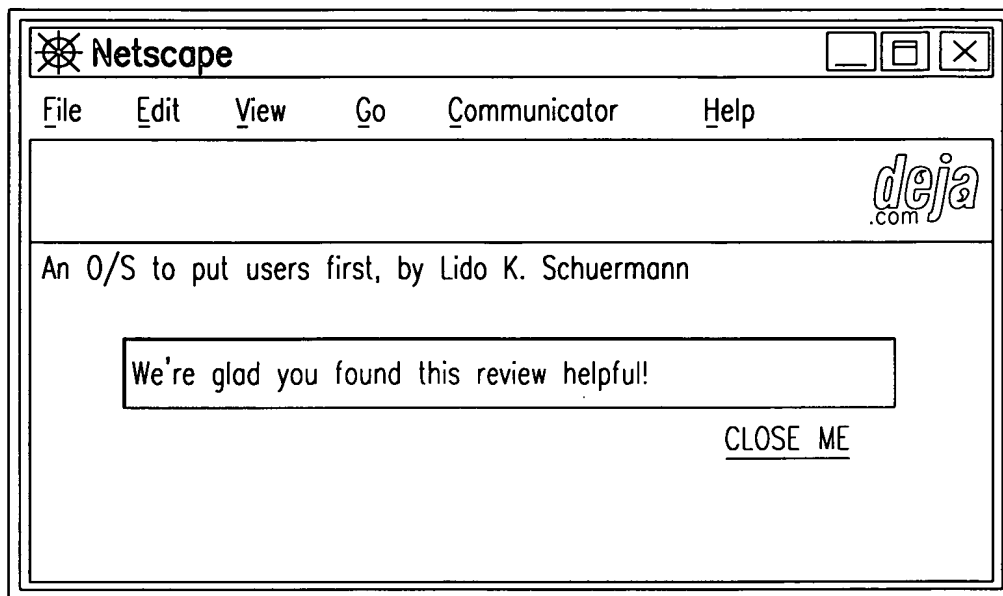 Netscape
File Edit View Go Communicator Help
deja
.com
An O/S to put users first, by Lido K. Schuermann
We're glad you found this review helpful!
CLOSE ME